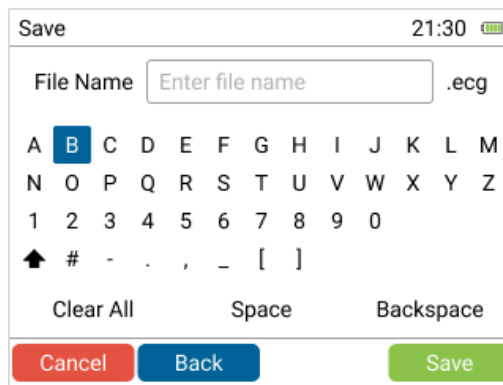 Save 21:30
File Name Enter file name .ecg
A B C D E F G H I J K L M
N O P Q R S T U V W X Y Z
1 2 3 4 5 6 7 8 9 0
# - . , _ [ ]
Clear All Space Backspace
Cancel Back Save